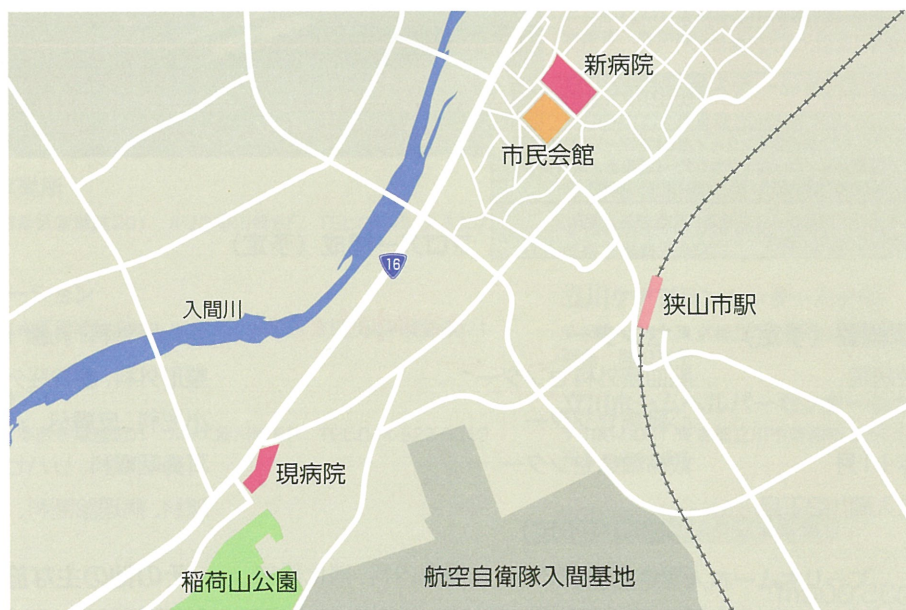 新病院
市民会館
16
入間川
狭山市駅
現病院
稲荷山公園
航空自衛隊入間基地